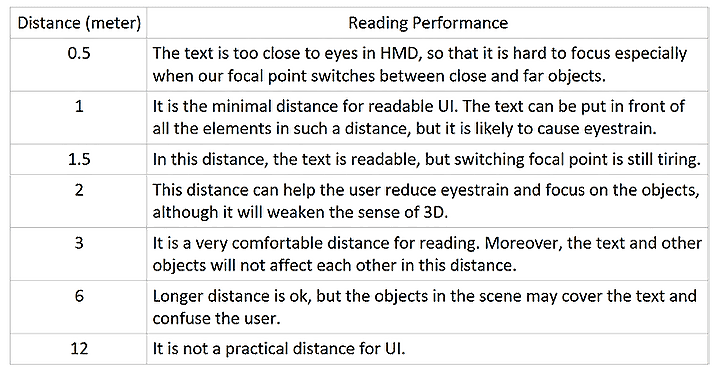 Distance (meter) Reading Performance
0.5 The text is too close to eyes in HMD, so that it is hard to focus especially
when our focal point switches between close and far objects.
1 It is the minimal distance for readable UI. The text can be put in front of
all the elements in such a distance, but it is likely to cause eyestrain.
1.5 In this distance, the text is readable, but switching focal point is still tiring.
2 This distance can help the user reduce eyestrain and focus on the objects,
although it will weaken the sense of 3D.
3 It is a very comfortable distance for reading. Moreover, the text and other
objects will not affect each other in this distance.
6 Longer distance is ok, but the objects in the scene may cover the text and
confuse the user.
12 It is not a practical distance for UI.